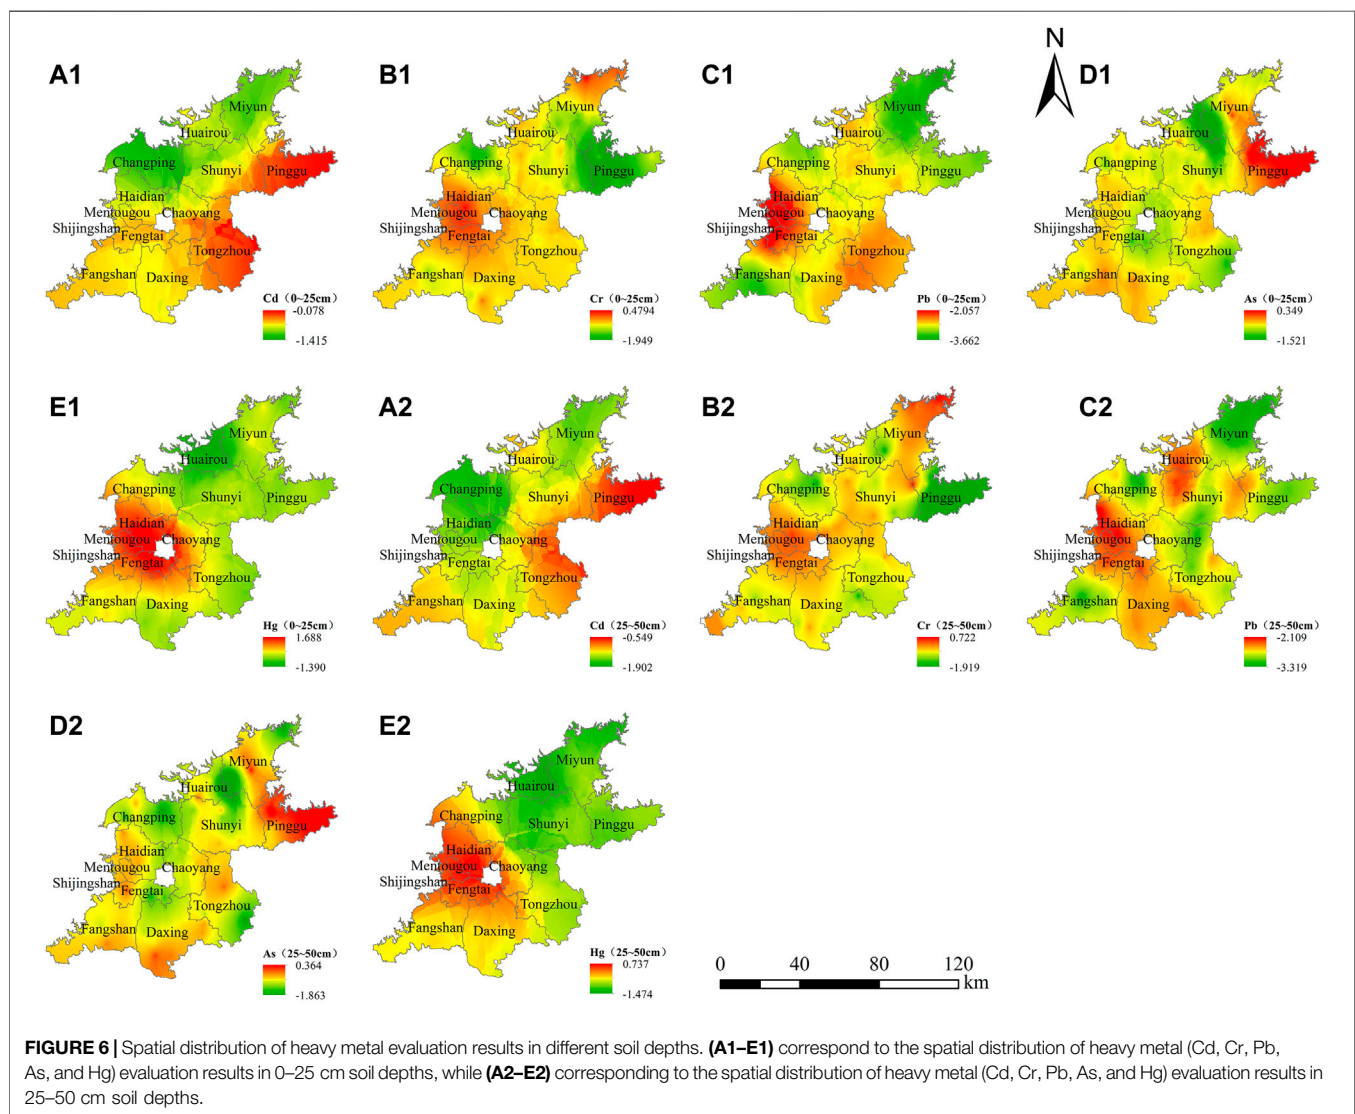 A1
Miyun
Huairou
Changping
Shunyi
Pinggu
Haidian
Mentougou
Chaoyang
Shijingshan
Fengtai
Tongzhou
Fangshan
Daxing
Cd（0~25cm）
-0.078
-1.415
B1
Miyun
Huairou
Changping
Shunyi
Pinggu
Haidian
Mentougou
Chaoyang
Shijingshan
Fengtai
Tongzhou
Fangshan
Daxing
Cr（0~25cm）
0.4794
-1.949
C1
Miyun
Huairou
Changping
Shunyi
Pinggu
Haidian
Mentougou
Chaoyang
Shijingshan
Fengtai
Tongzhou
Fangshan
Daxing
Pb（0~25cm）
-2.057
-3.662
N
D1
Miyun
Huairou
Changping
Shunyi
Pinggu
Haidian
Mentougou
Chaoyang
Shijingshan
Fengtai
Tongzhou
Fangshan
Daxing
As（0~25cm）
0.349
-1.521
E1
Miyun
Huairou
Changping
Shunyi
Pinggu
Haidian
Mentougou
Chaoyang
Shijingshan
Fengtai
Tongzhou
Fangshan
Daxing
Hg（0~25cm）
1.688
-1.390
A2
Miyun
Huairou
Changping
Shunyi
Pinggu
Haidian
Mentougou
Chaoyang
Shijingshan
Fengtai
Tongzhou
Fangshan
Daxing
Cd（25~50cm）
-0.549
-1.902
B2
Miyun
Huairou
Changping
Shunyi
Pinggu
Haidian
Mentougou
Chaoyang
Shijingshan
Fengtai
Tongzhou
Fangshan
Daxing
Cr（25~50cm）
0.722
-1.919
C2
Miyun
Huairou
Changping
Shunyi
Pinggu
Haidian
Mentougou
Chaoyang
Shijingshan
Fengtai
Tongzhou
Fangshan
Daxing
Pb（25~50cm）
-2.109
-3.319
D2
Miyun
Huairou
Changping
Shunyi
Pinggu
Haidian
Mentougou
Chaoyang
Shijingshan
Fengtai
Tongzhou
Fangshan
Daxing
As（25~50cm）
0.364
-1.863
E2
Miyun
Huairou
Changping
Shunyi
Pinggu
Haidian
Mentougou
Chaoyang
Shijingshan
Fengtai
Tongzhou
Fangshan
Daxing
Hg（25~50cm）
0.737
-1.474
0 40 80 120
km
FIGURE 6 | Spatial distribution of heavy metal evaluation results in different soil depths. (A1–E1) correspond to the spatial distribution of heavy metal (Cd, Cr, Pb,
As, and Hg) evaluation results in 0–25 cm soil depths, while (A2–E2) corresponding to the spatial distribution of heavy metal (Cd, Cr, Pb, As, and Hg) evaluation results in
25–50 cm soil depths.